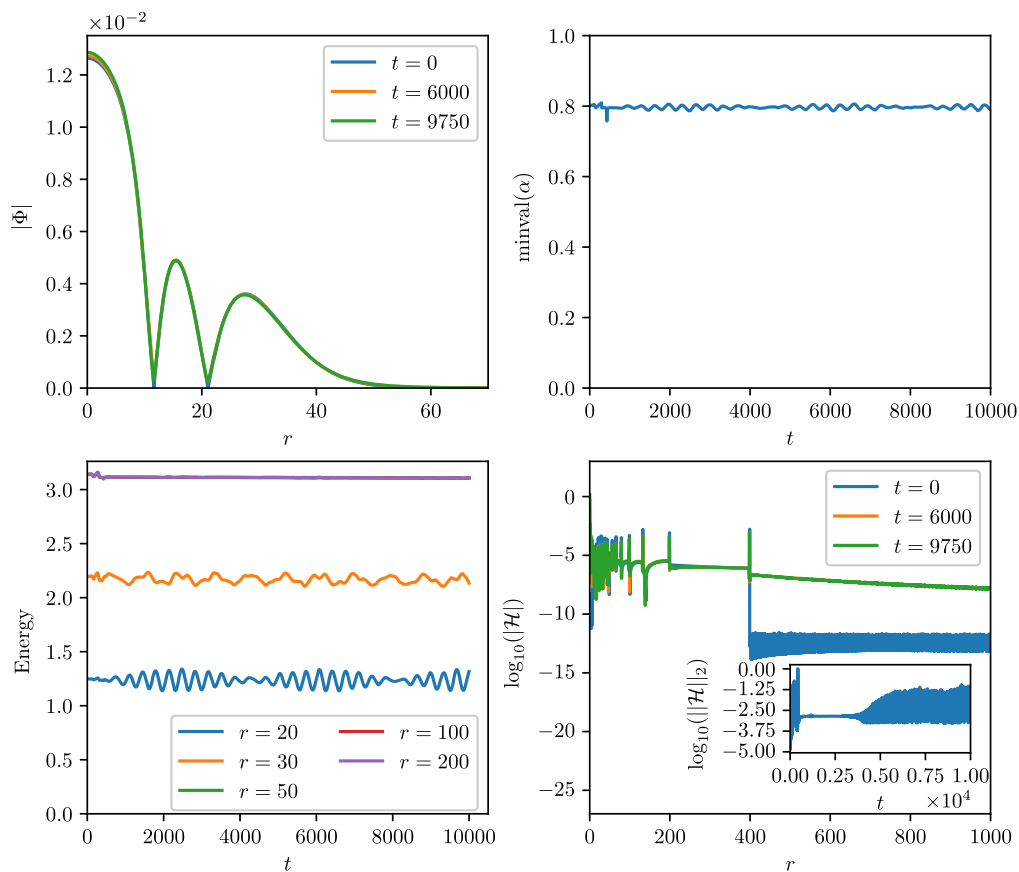 ×10⁻²
|Φ|
1.2
1.0
0.8
0.6
0.4
0.2
0.0
t = 0
t = 6000
t = 9750
0 20 40 60
r
minval(α)
1.0
0.8
0.6
0.4
0.2
0.0
0 2000 4000 6000 8000 10000
t
Energy
3.0
2.5
2.0
1.5
1.0
0.5
0.0
r = 20
r = 30
r = 50
r = 100
r = 200
0 2000 4000 6000 8000 10000
t
log₁₀(|ℋ|)
0
−5
−10
−15
−20
−25
t = 0
t = 6000
t = 9750
log₁₀(||ℋ||₂)
0.00
−1.25
−2.50
−3.75
−5.00
0.00 0.25 0.50 0.75 1.00
t
×10⁴
0 200 400 600 800 1000
r